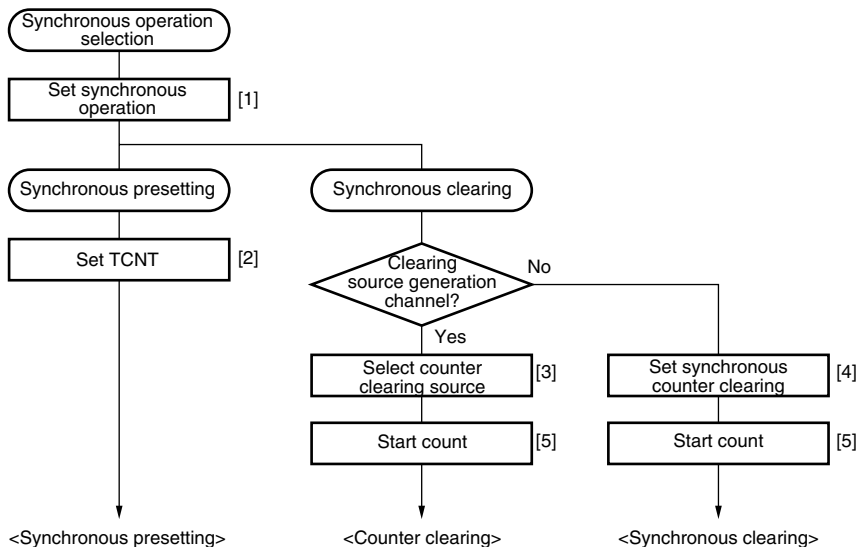 Synchronous operation
selection
Set synchronous
operation
[1]
Synchronous presetting
Synchronous clearing
Set TCNT
[2]
Clearing
source generation
channel?
No
Yes
Select counter
clearing source
[3]
Set synchronous
counter clearing
[4]
Start count
[5]
Start count
[5]
<Synchronous presetting>
<Counter clearing>
<Synchronous clearing>